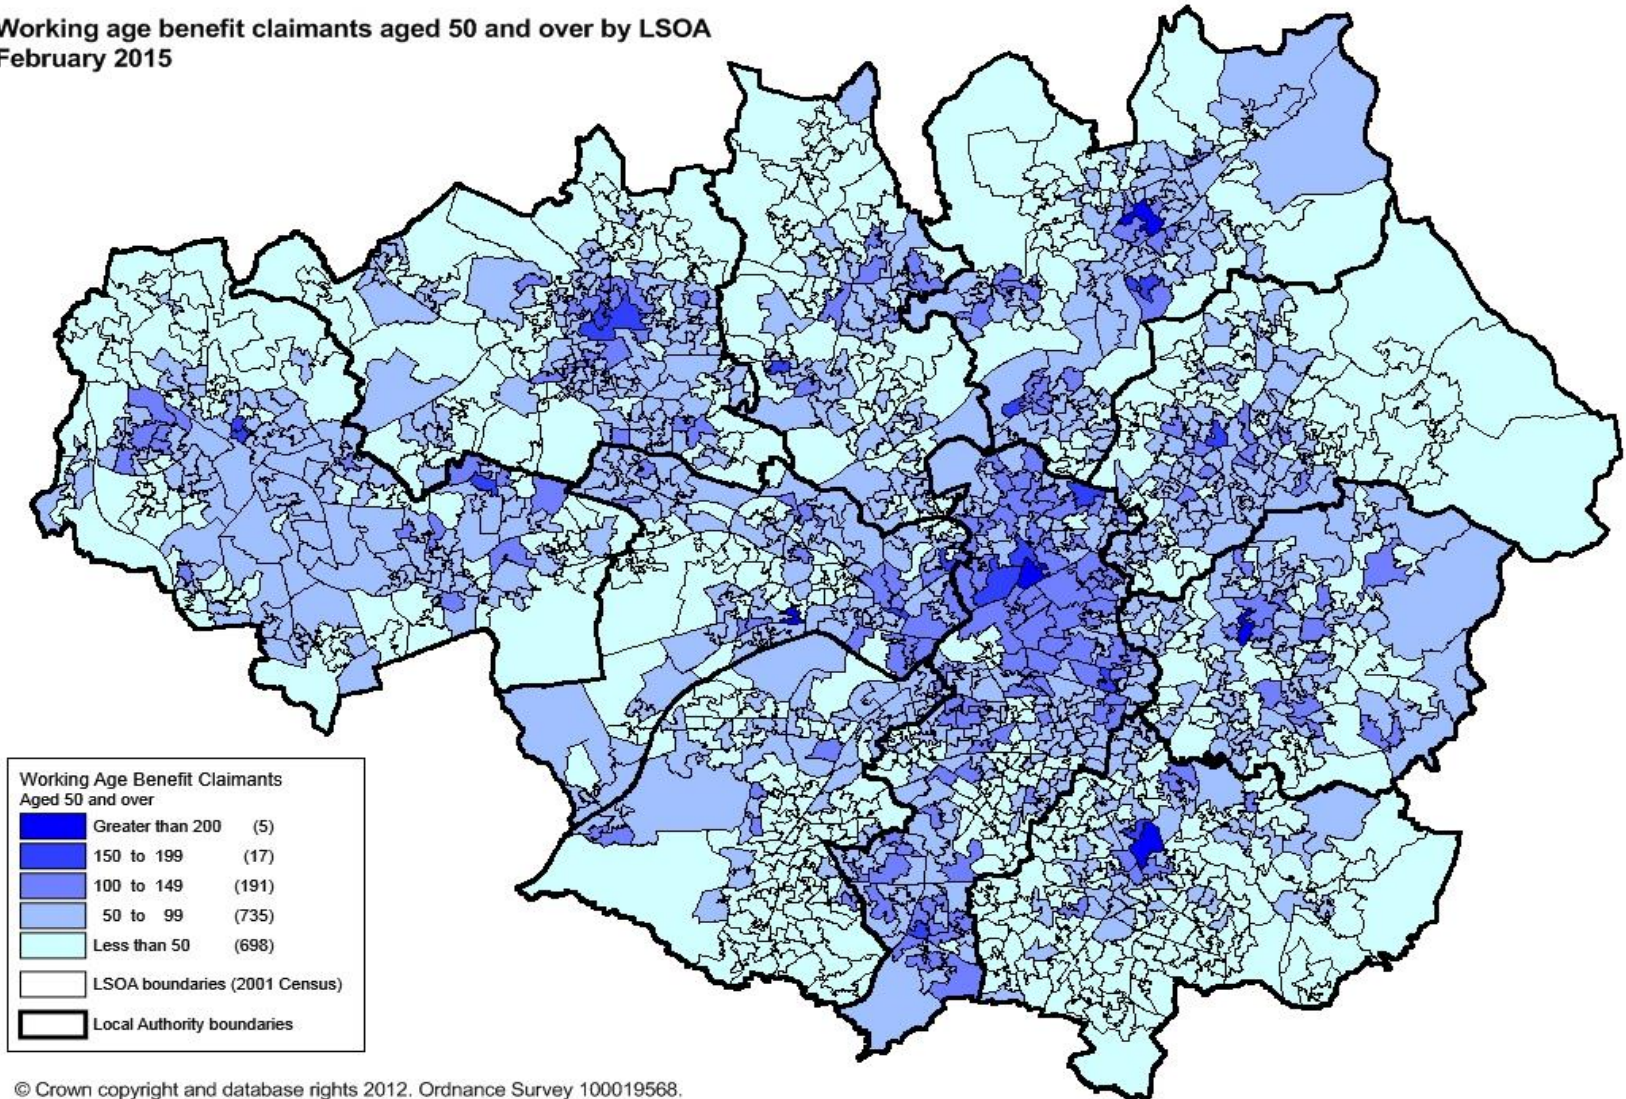 Working age benefit claimants aged 50 and over by LSOA
February 2015
Working Age Benefit Claimants
Aged 50 and over
Greater than 200 (5)
150 to 199 (17)
100 to 149 (191)
50 to 99 (735)
Less than 50 (698)
LSOA boundaries (2001 Census)
Local Authority boundaries
© Crown copyright and database rights 2012. Ordnance Survey 100019568.